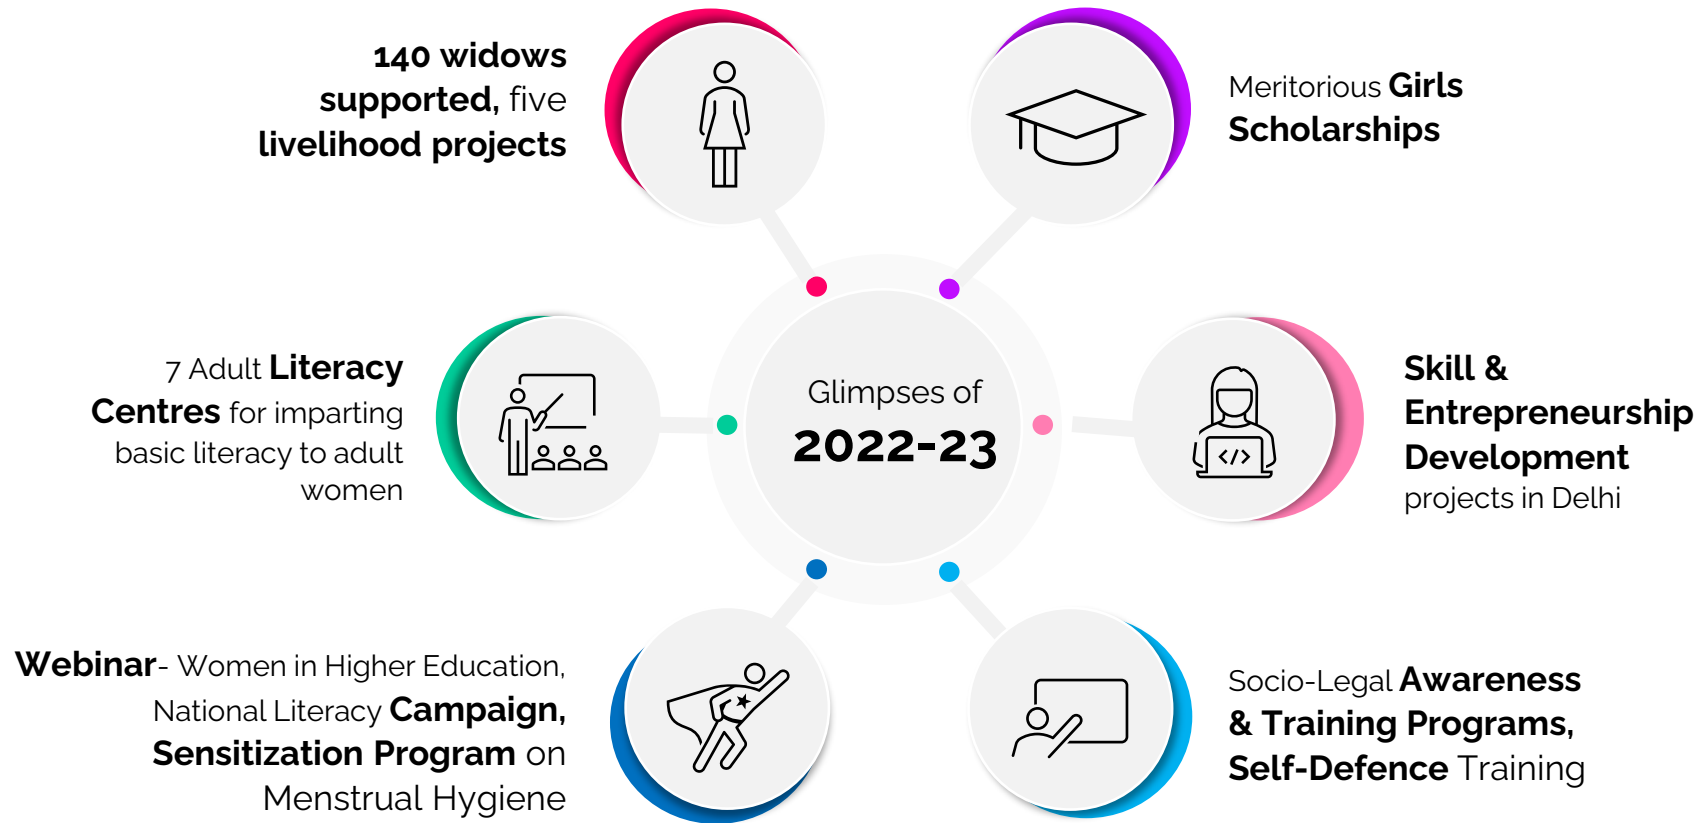 140 widows
supported, five
livelihood projects
Meritorious Girls
Scholarships
7 Adult Literacy
Centres for imparting
basic literacy to adult
women
Glimpses of
2022-23
Skill &
Entrepreneurship
Development
projects in Delhi
Webinar- Women in Higher Education,
National Literacy Campaign,
Sensitization Program on
Menstrual Hygiene
Socio-Legal Awareness
& Training Programs,
Self-Defence Training